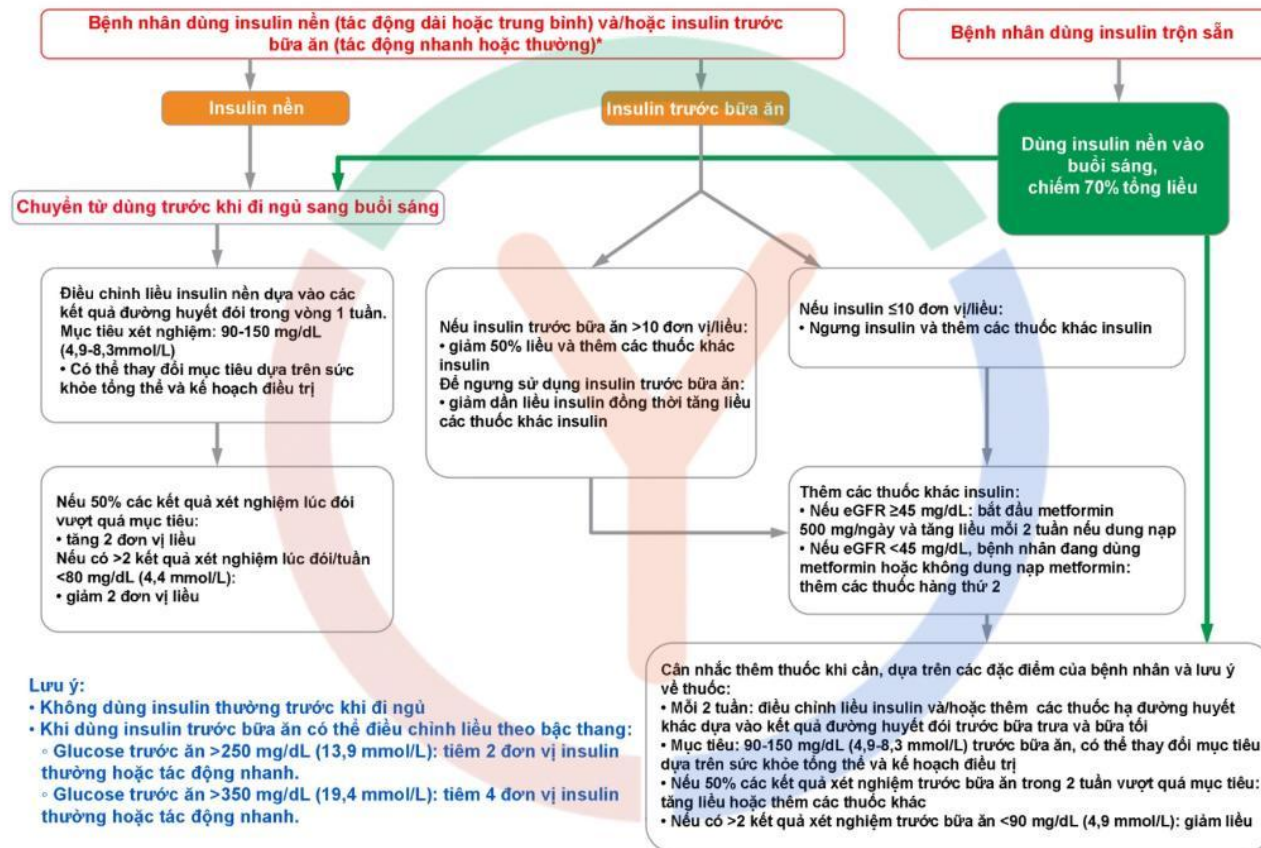 Bệnh nhân dùng insulin nền (tác động dài hoặc trung bình) và/hoặc insulin trước
bữa ăn (tác động nhanh hoặc thường)*
Bệnh nhân dùng insulin trộn sẵn
Insulin nền
Insulin trước bữa ăn
Dùng insulin nền vào
buổi sáng,
chiếm 70% tổng liều
Chuyển từ dùng trước khi đi ngủ sang buổi sáng
Điều chỉnh liều insulin nền dựa vào các
kết quả đường huyết đói trong vòng 1 tuần.
Mục tiêu xét nghiệm: 90-150 mg/dL
(4,9-8,3mmol/L)
• Có thể thay đổi mục tiêu dựa trên sức
khỏe tổng thể và kế hoạch điều trị
Nếu insulin trước bữa ăn >10 đơn vị/liều:
• giảm 50% liều và thêm các thuốc khác
insulin
Để ngưng sử dụng insulin trước bữa ăn:
• giảm dần liều insulin đồng thời tăng liều
các thuốc khác insulin
Nếu insulin ≤10 đơn vị/liều:
• Ngưng insulin và thêm các thuốc khác insulin
Nếu 50% các kết quả xét nghiệm lúc đói
vượt quá mục tiêu:
• tăng 2 đơn vị liều
Nếu có >2 kết quả xét nghiệm lúc đói/tuần
<80 mg/dL (4,4 mmol/L):
• giảm 2 đơn vị liều
Thêm các thuốc khác insulin:
• Nếu eGFR ≥45 mg/dL: bắt đầu metformin
500 mg/ngày và tăng liều mỗi 2 tuần nếu dung nạp
• Nếu eGFR <45 mg/dL, bệnh nhân đang dùng
metformin hoặc không dung nạp metformin:
thêm các thuốc hàng thứ 2
Lưu ý:
• Không dùng insulin thường trước khi đi ngủ
• Khi dùng insulin trước bữa ăn có thể điều chỉnh liều theo bậc thang:
◦ Glucose trước ăn >250 mg/dL (13,9 mmol/L): tiêm 2 đơn vị insulin
thường hoặc tác động nhanh.
◦ Glucose trước ăn >350 mg/dL (19,4 mmol/L): tiêm 4 đơn vị insulin
thường hoặc tác động nhanh.
Cân nhắc thêm thuốc khi cần, dựa trên các đặc điểm của bệnh nhân và lưu ý
về thuốc:
• Mỗi 2 tuần: điều chỉnh liều insulin và/hoặc thêm các thuốc hạ đường huyết
khác dựa vào kết quả đường huyết đói trước bữa trưa và bữa tối
• Mục tiêu: 90-150 mg/dL (4,9-8,3 mmol/L) trước bữa ăn, có thể thay đổi mục tiêu
dựa trên sức khỏe tổng thể và kế hoạch điều trị
• Nếu 50% các kết quả xét nghiệm trước bữa ăn trong 2 tuần vượt quá mục tiêu:
tăng liều hoặc thêm các thuốc khác
• Nếu có >2 kết quả xét nghiệm trước bữa ăn <90 mg/dL (4,9 mmol/L): giảm liều